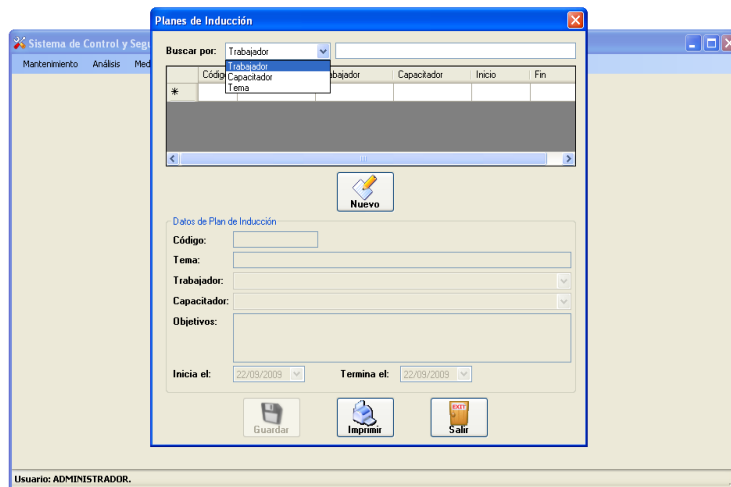 Planes de Inducción
Sistema de Control y Segu
Mantenimiento Análisis Med
Buscar por: Trabajador
Trabajador
Capacitador
Tema
Código bajador Capacitador Inicio Fin
*
Nuevo
Datos de Plan de Inducción
Código:
Tema:
Trabajador:
Capacitador:
Objetivos:
Inicia el: 22/09/2009 Termina el: 22/09/2009
Guardar Imprimir EXIT Salir
Usuario: ADMINISTRADOR.